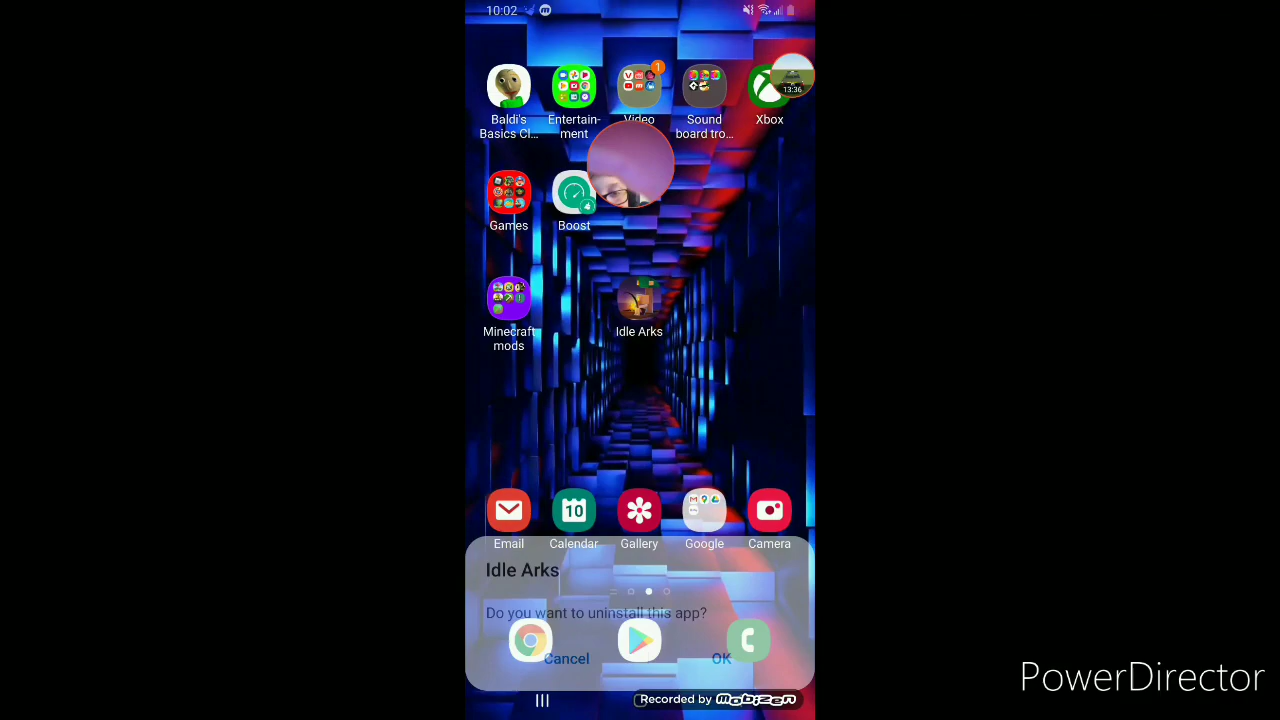 10:02
13:36
1
Baldi's
Basics Cl...
Entertain-
ment
Video
Sound
board tro...
Xbox
Games
Boost
Minecraft
mods
Idle Arks
10
Email
Calendar
Gallery
Google
Camera
Idle Arks
Do you want to uninstall this app?
Cancel
OK
Recorded by mobizen
PowerDirector